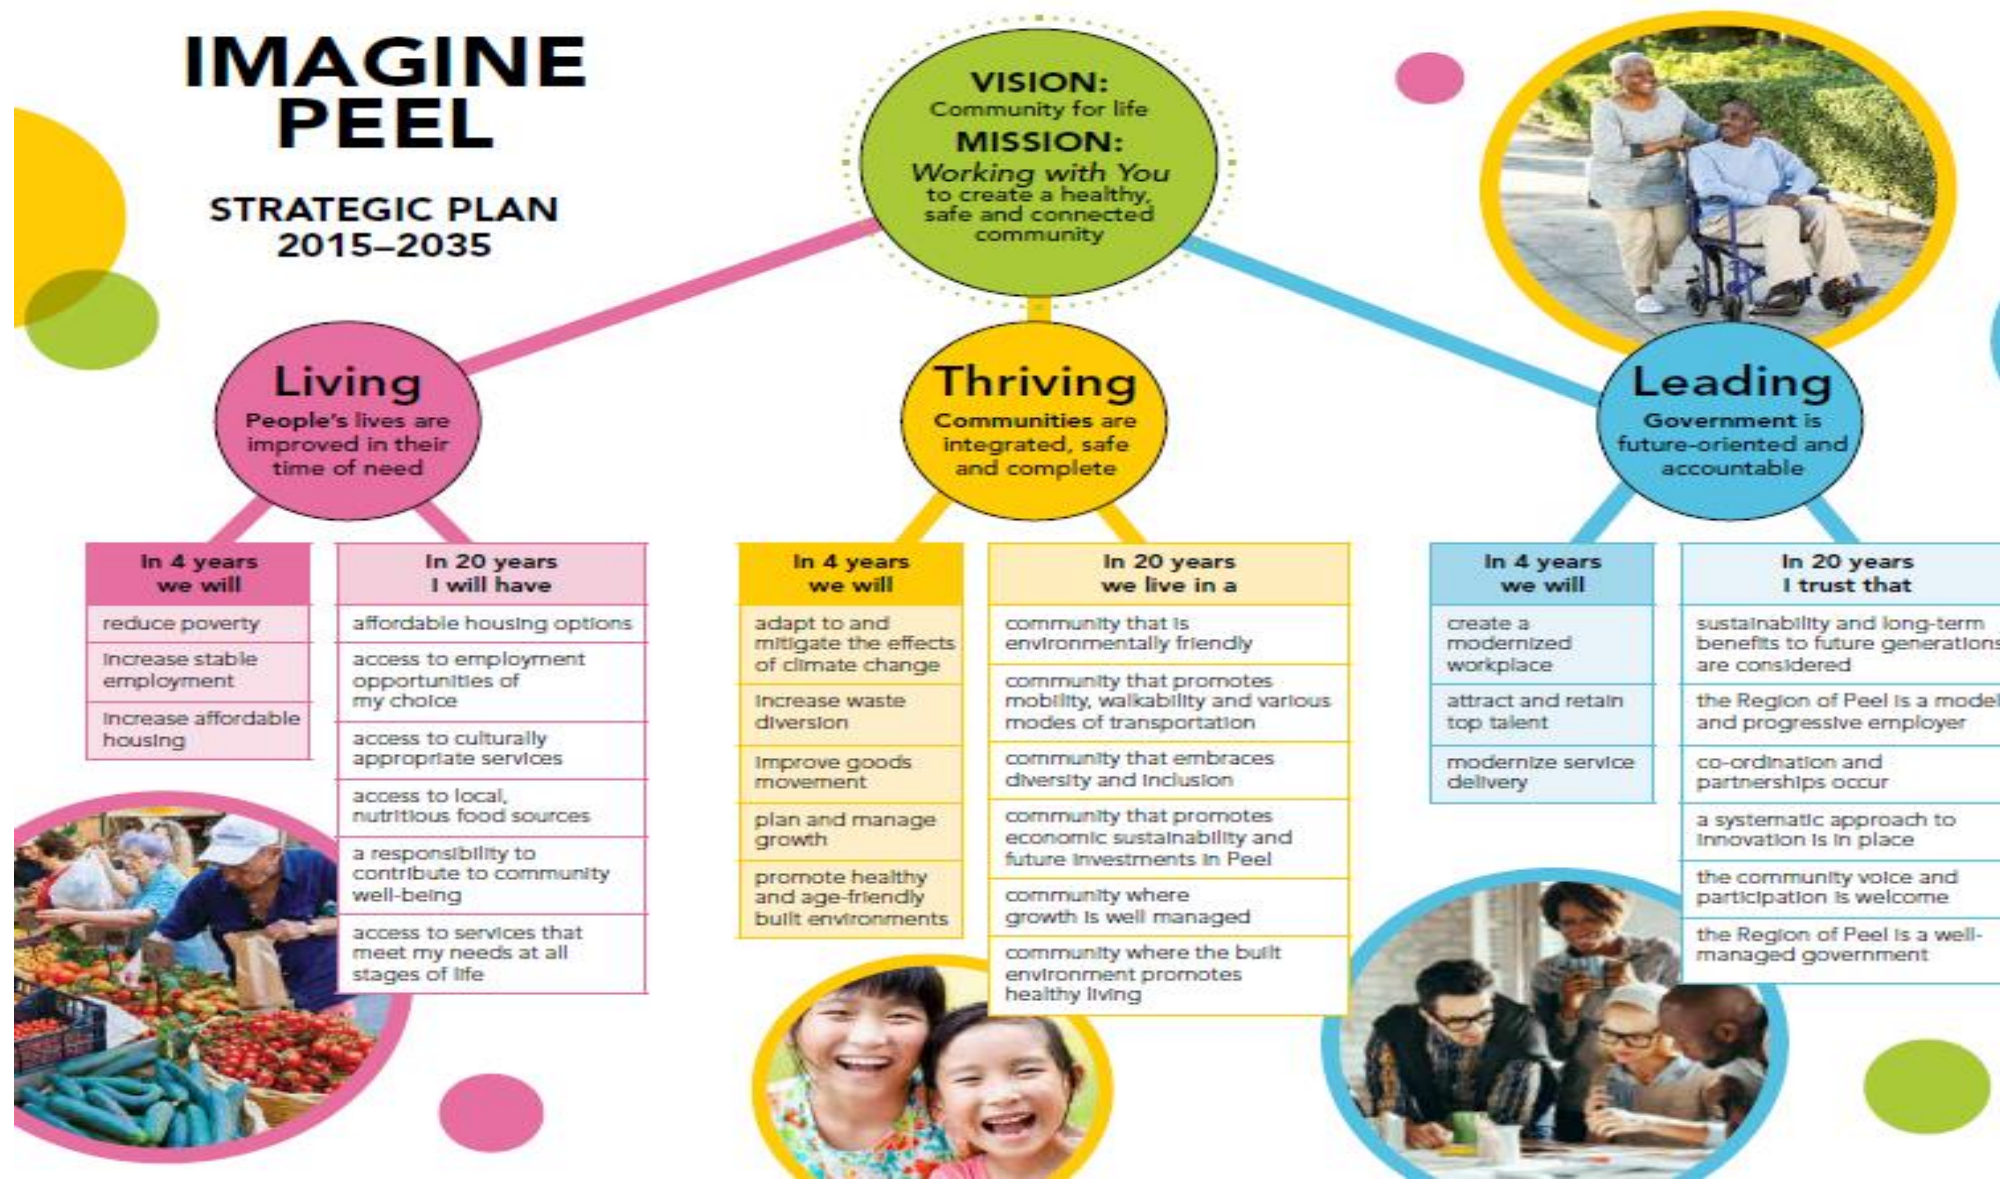 IMAGINE
PEEL
STRATEGIC PLAN
2015–2035
VISION:
Community for life
MISSION:
Working with You
to create a healthy,
safe and connected
community
Living
People's lives are
improved in their
time of need
In 4 years
we will
reduce poverty
increase stable
employment
increase affordable
housing
In 20 years
I will have
affordable housing options
access to employment
opportunities of
my choice
access to culturally
appropriate services
access to local,
nutritious food sources
a responsibility to
contribute to community
well-being
access to services that
meet my needs at all
stages of life
Thriving
Communities are
integrated, safe
and complete
In 4 years
we will
adapt to and
mitigate the effects
of climate change
increase waste
diversion
improve goods
movement
plan and manage
growth
promote healthy
and age-friendly
built environments
In 20 years
we live in a
community that is
environmentally friendly
community that promotes
mobility, walkability and various
modes of transportation
community that embraces
diversity and inclusion
community that promotes
economic sustainability and
future investments in Peel
community where
growth is well managed
community where the built
environment promotes
healthy living
Leading
Government is
future-oriented and
accountable
In 4 years
we will
create a
modernized
workplace
attract and retain
top talent
modernize service
delivery
In 20 years
I trust that
sustainability and long-term
benefits to future generations
are considered
the Region of Peel is a model
and progressive employer
co-ordination and
partnerships occur
a systematic approach to
innovation is in place
the community voice and
participation is welcome
the Region of Peel is a well-
managed government